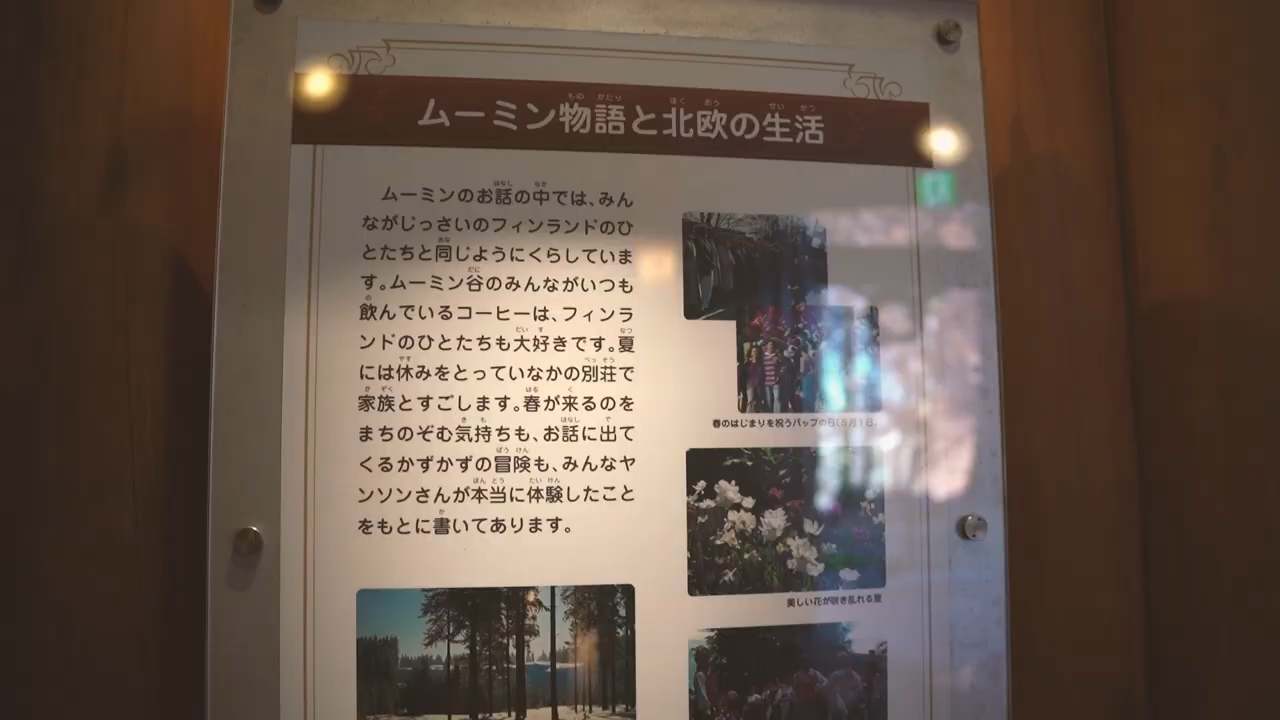 ムーミン物語と北欧の生活
ムーミンのお話の中では、みん
ながじっさいのフィンランドのひ
とたちと同じようにくらしていま
す。ムーミン谷のみんながいつも
飲んでいるコーヒーは、フィンラ
ンドのひとたちも大好きです。夏
には休みをとっていなかの別荘で
家族とすごします。春が来るのを
まちのぞむ気持ちも、お話に出て
くるかずかずの冒険も、みんなヤ
ンソンさんが本当に体験したこと
をもとに書いてあります。
春のはじまりを祝うバップの日(5月1日)
美しい花が咲き乱れる夏